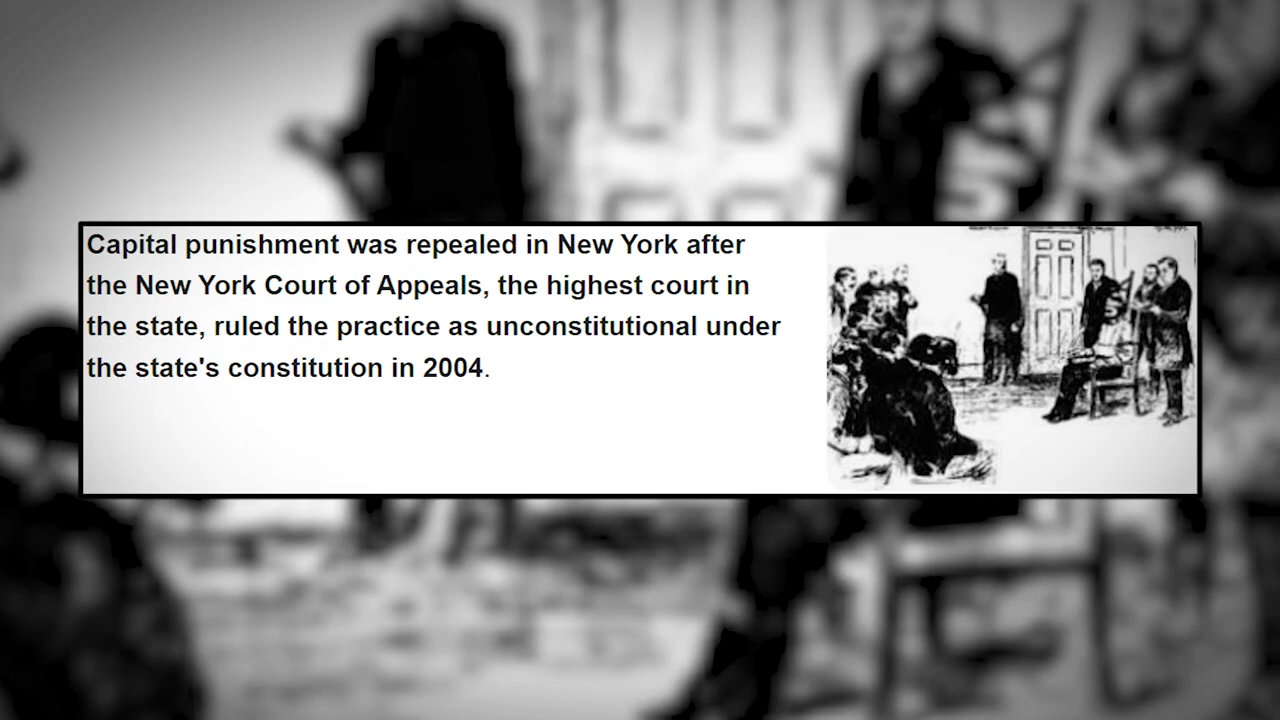 Capital punishment was repealed in New York after
the New York Court of Appeals, the highest court in
the state, ruled the practice as unconstitutional under
the state's constitution in 2004.